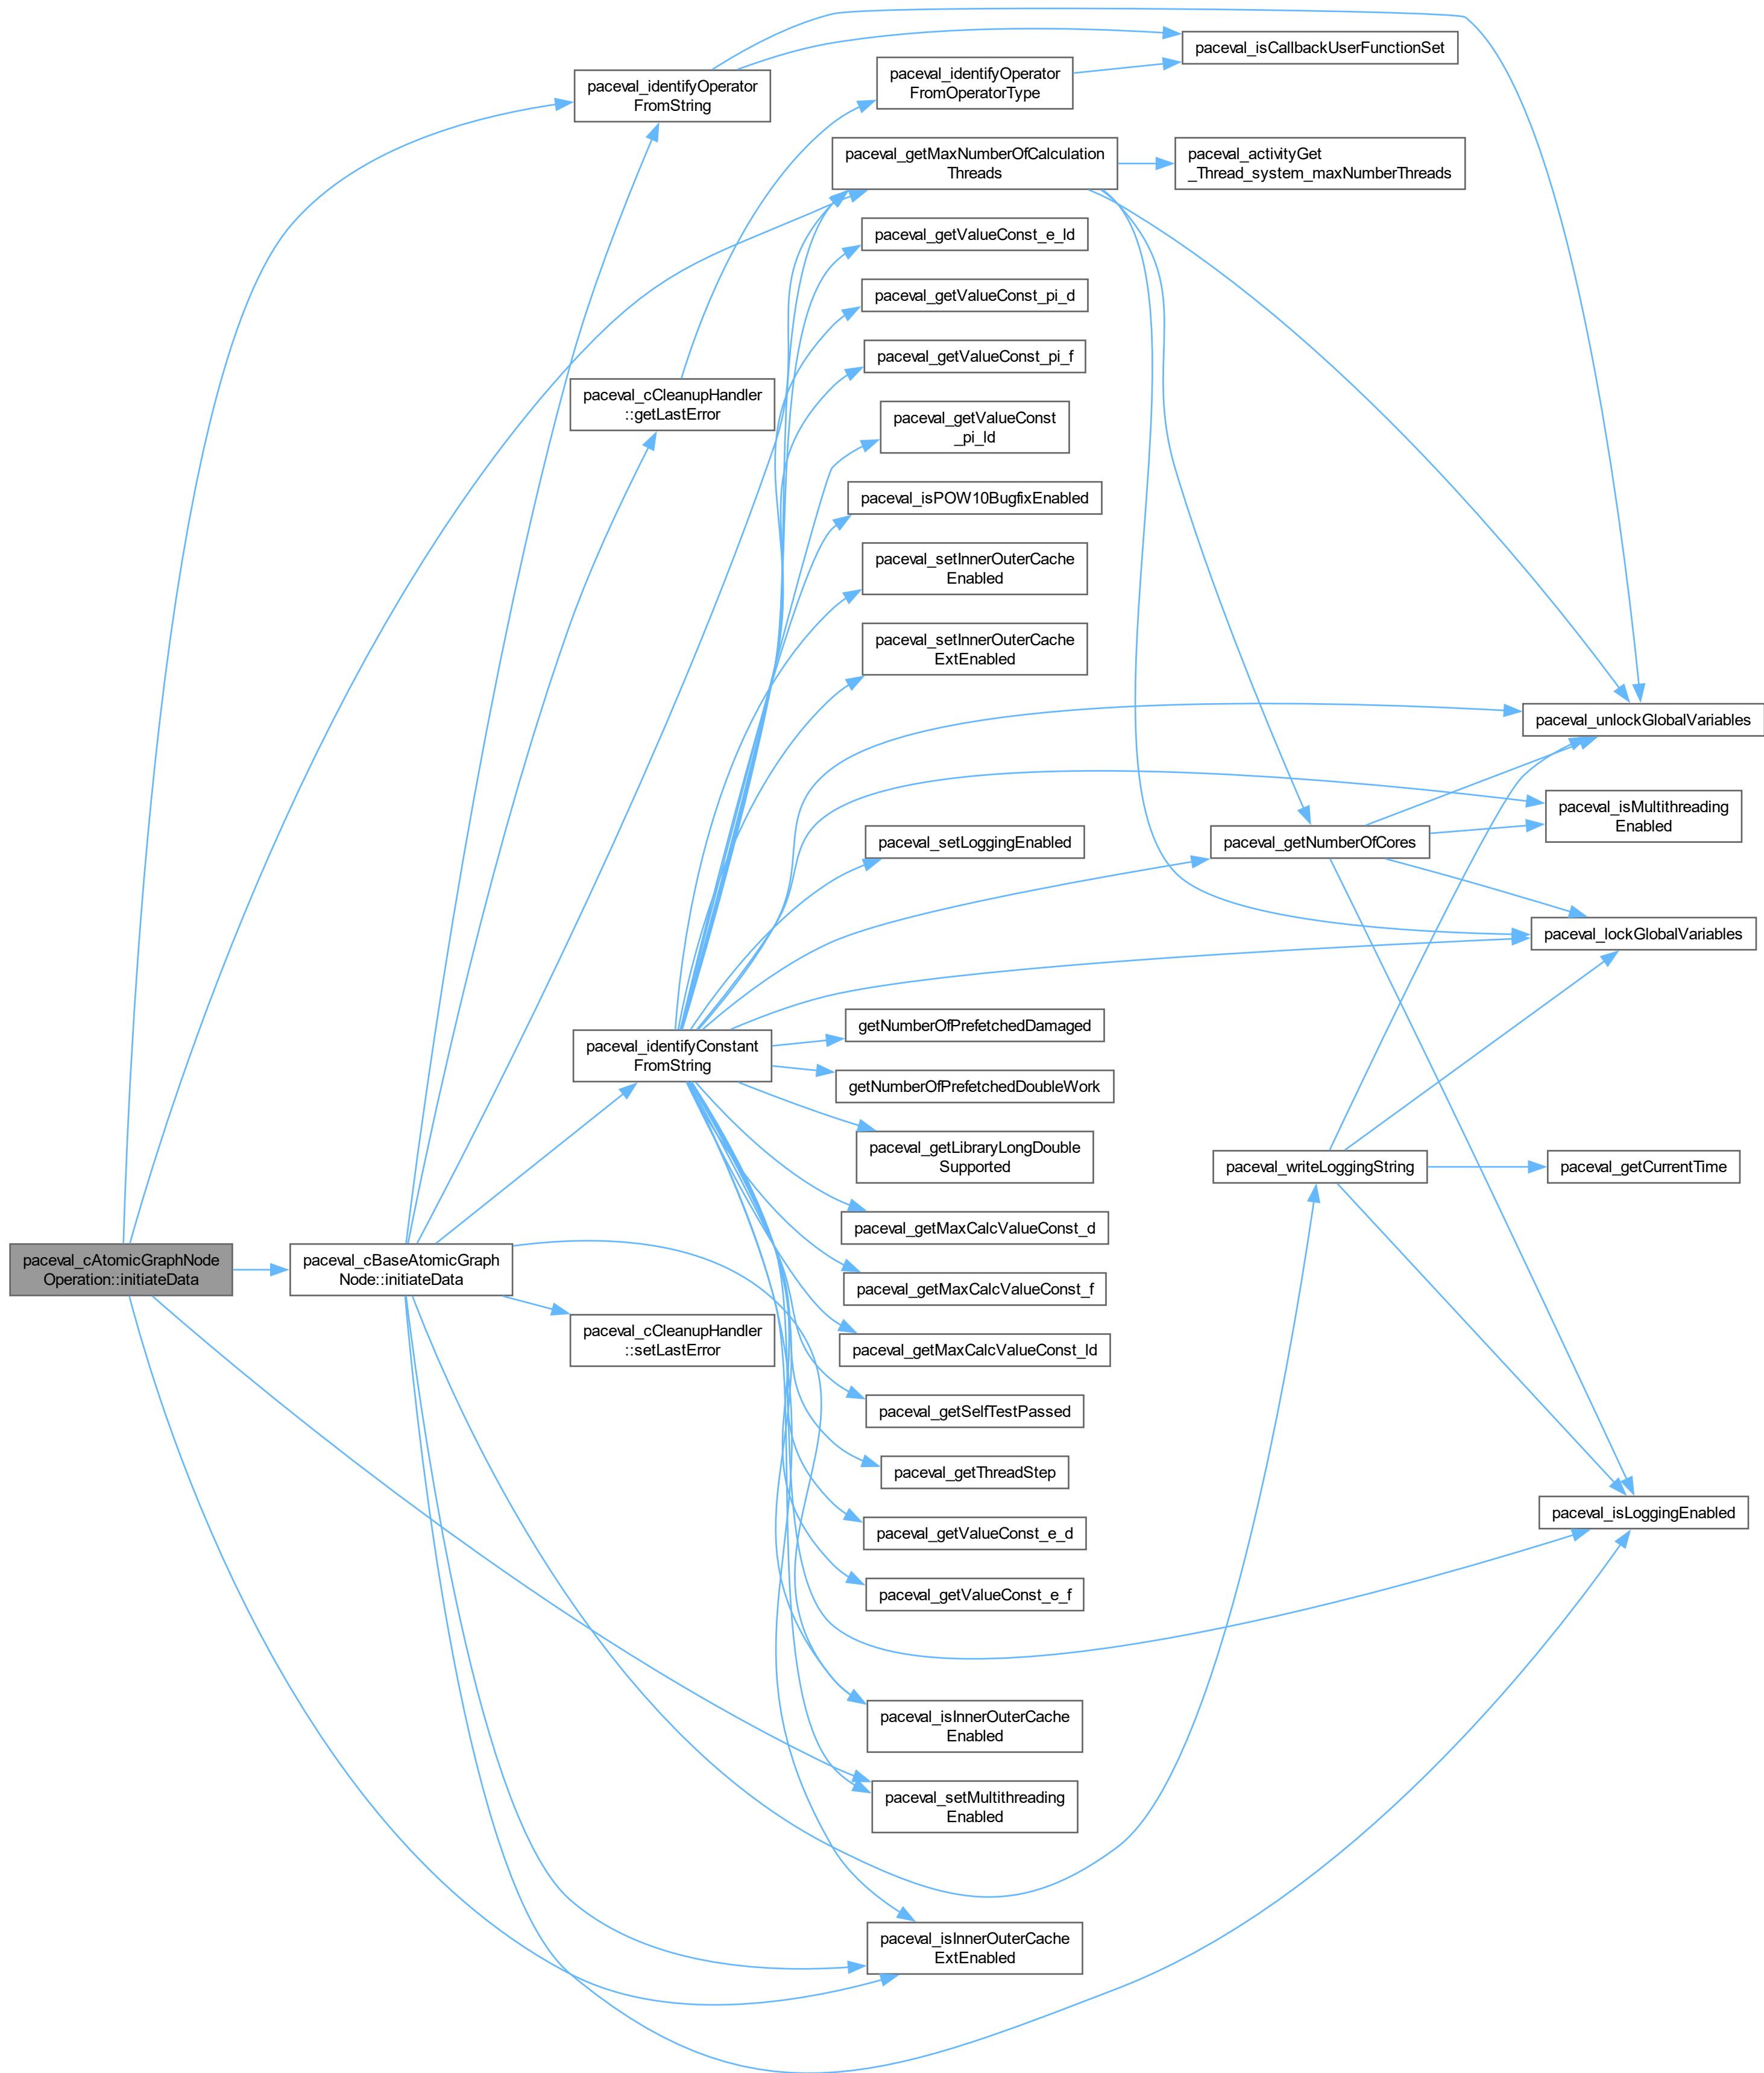 paceval_identifyOperator
FromString
paceval_isCallbackUserFunctionSet
paceval_identifyOperator
FromOperatorType
paceval_getMaxNumberOfCalculation
Threads
paceval_activityGet
_Thread_system_maxNumberThreads
paceval_getValueConst_e_ld
paceval_getValueConst_pi_d
paceval_getValueConst_pi_f
paceval_cCleanupHandler
::getLastError
paceval_getValueConst
_pi_ld
paceval_isPOW10BugfixEnabled
paceval_setInnerOuterCache
Enabled
paceval_setInnerOuterCache
ExtEnabled
paceval_unlockGlobalVariables
paceval_isMultithreading
Enabled
paceval_setLoggingEnabled
paceval_getNumberOfCores
paceval_lockGlobalVariables
paceval_identifyConstant
FromString
getNumberOfPrefetchedDamaged
getNumberOfPrefetchedDoubleWork
paceval_getLibraryLongDouble
Supported
paceval_writeLoggingString
paceval_getCurrentTime
paceval_getMaxCalcValueConst_d
paceval_cAtomicGraphNode
Operation::initiateData
paceval_cBaseAtomicGraph
Node::initiateData
paceval_getMaxCalcValueConst_f
paceval_cCleanupHandler
::setLastError
paceval_getMaxCalcValueConst_ld
paceval_getSelfTestPassed
paceval_getThreadStep
paceval_isLoggingEnabled
paceval_getValueConst_e_d
paceval_getValueConst_e_f
paceval_isInnerOuterCache
Enabled
paceval_setMultithreading
Enabled
paceval_isInnerOuterCache
ExtEnabled